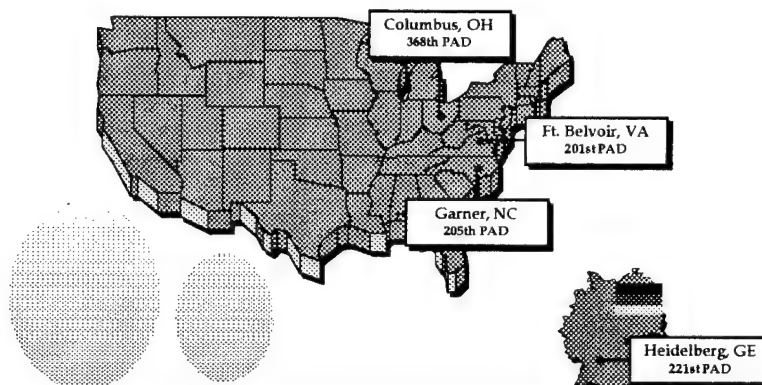 Columbus, OH
368th PAD
Ft. Belvoir, VA
201st PAD
Garner, NC
205th PAD
Heidelberg, GE
221st PAD